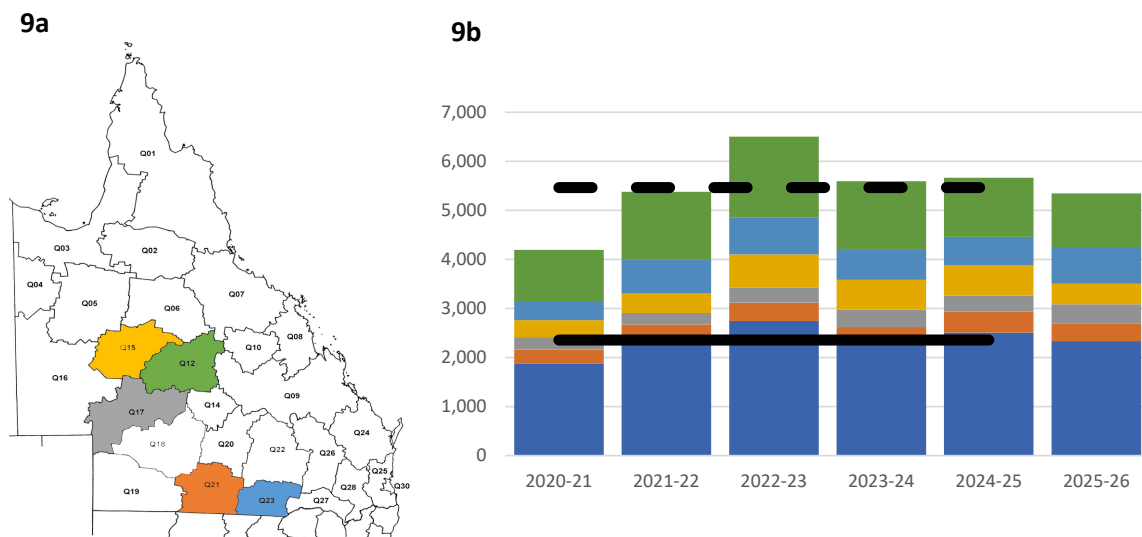 9a
9b
Q01
Q03
Q02
Q04
Q05
Q06
Q07
Q15
Q12
Q10
Q08
Q16
Q17
Q14
Q09
Q18
Q20
Q22
Q26
Q24
Q25
Q19
Q21
Q23
Q28
Q30
Q27
7,000
6,000
5,000
4,000
3,000
2,000
1,000
0
2020-21 2021-22 2022-23 2023-24 2024-25 2025-26